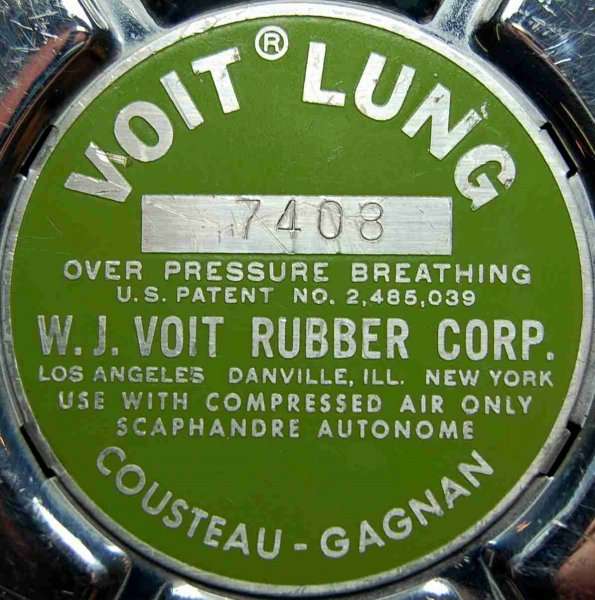 VOIT® LUNG
7408
OVER PRESSURE BREATHING
U.S. PATENT NO. 2,485,039
W. J. VOIT RUBBER CORP.
LOS ANGELES DANVILLE, ILL. NEW YORK
USE WITH COMPRESSED AIR ONLY
SCAPHANDRE AUTONOME
COUSTEAU - GAGNAN